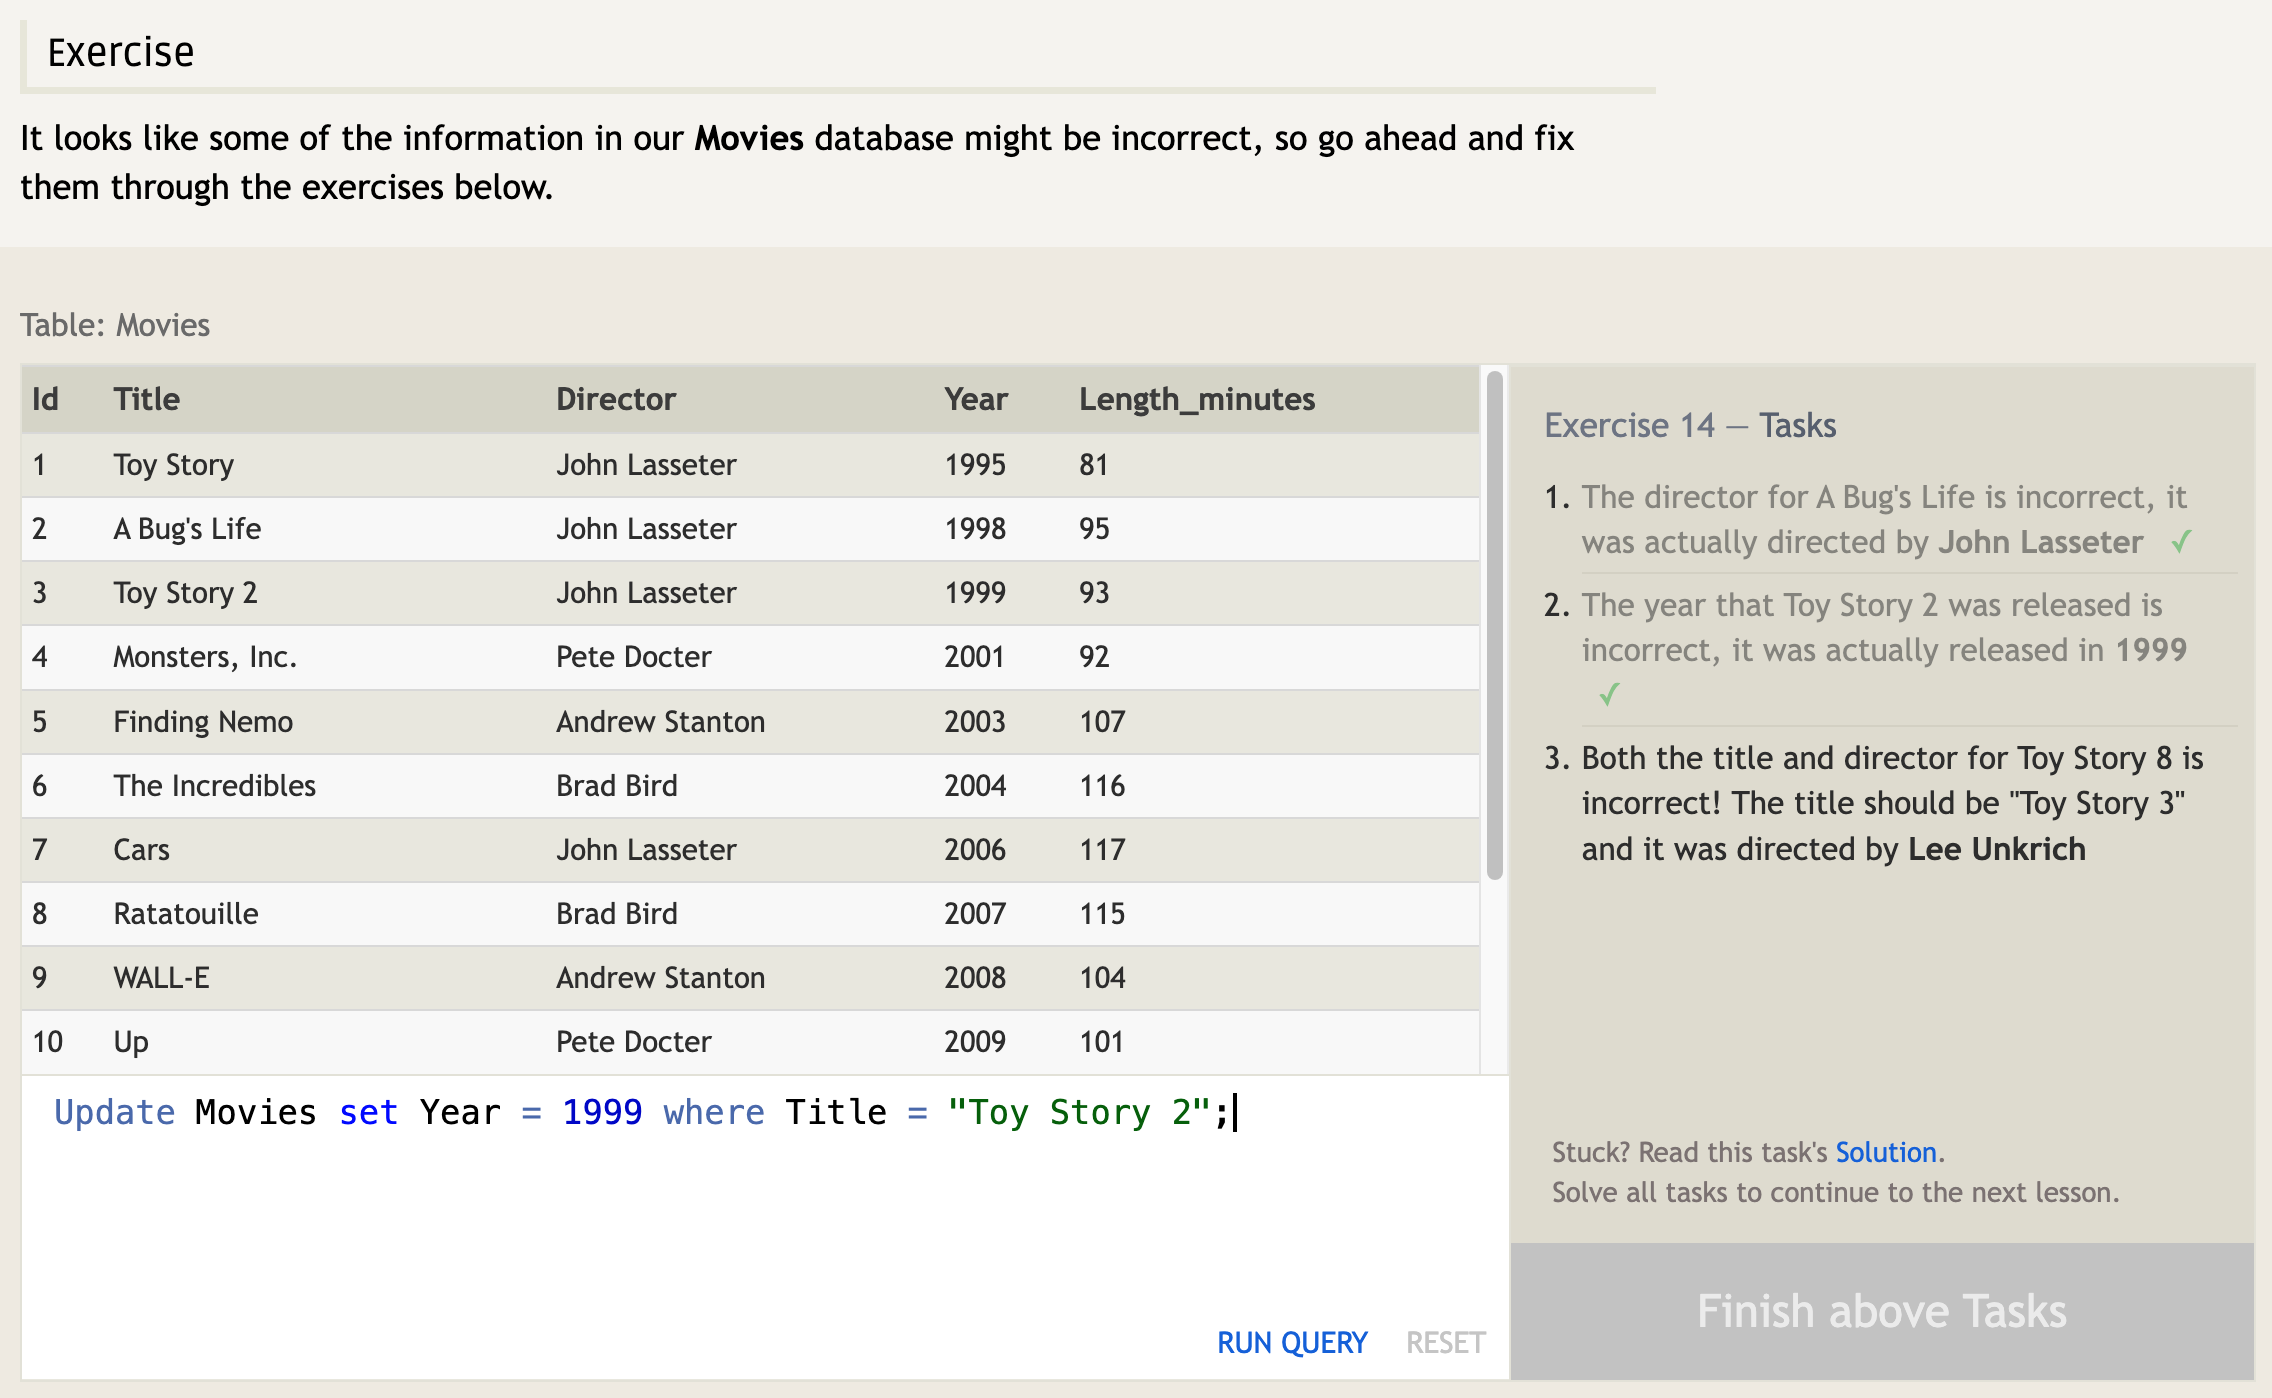 Exercise
It looks like some of the information in our Movies database might be incorrect, so go ahead and fix
them through the exercises below.
Table: Movies
Id Title Director Year Length_minutes
1 Toy Story John Lasseter 1995 81
2 A Bug's Life John Lasseter 1998 95
3 Toy Story 2 John Lasseter 1999 93
4 Monsters, Inc. Pete Docter 2001 92
5 Finding Nemo Andrew Stanton 2003 107
6 The Incredibles Brad Bird 2004 116
7 Cars John Lasseter 2006 117
8 Ratatouille Brad Bird 2007 115
9 WALL-E Andrew Stanton 2008 104
10 Up Pete Docter 2009 101
Update Movies set Year = 1999 where Title = "Toy Story 2";
RUN QUERY RESET
Exercise 14 — Tasks
1. The director for A Bug's Life is incorrect, it
was actually directed by John Lasseter ✓
2. The year that Toy Story 2 was released is
incorrect, it was actually released in 1999
✓
3. Both the title and director for Toy Story 8 is
incorrect! The title should be "Toy Story 3"
and it was directed by Lee Unkrich
Stuck? Read this task's Solution.
Solve all tasks to continue to the next lesson.
Finish above Tasks